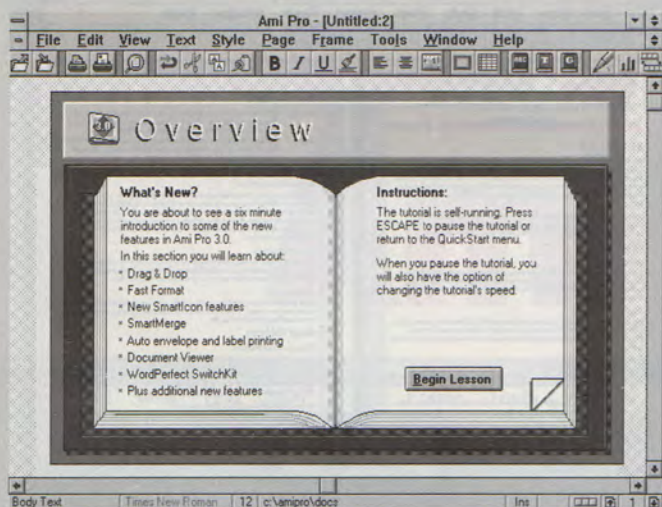 Ami Pro - [Untitled:2]
File Edit View Text Style Page Frame Tools Window Help
B I U
Overview
What's New?
You are about to see a six minute
introduction to some of the new
features in Ami Pro 3.0.
In this section you will learn about:
* Drag & Drop
* Fast Format
* New SmartIcon features
* SmartMerge
* Auto envelope and label printing
* Document Viewer
* WordPerfect SwitchKit
* Plus additional new features
Instructions:
The tutorial is self-running. Press
ESCAPE to pause the tutorial or
return to the QuickStart menu.
When you pause the tutorial, you
will also have the option of
changing the tutorial's speed.
Begin Lesson
Body Text Times New Roman 12 c:\amipro\docs Ins 1